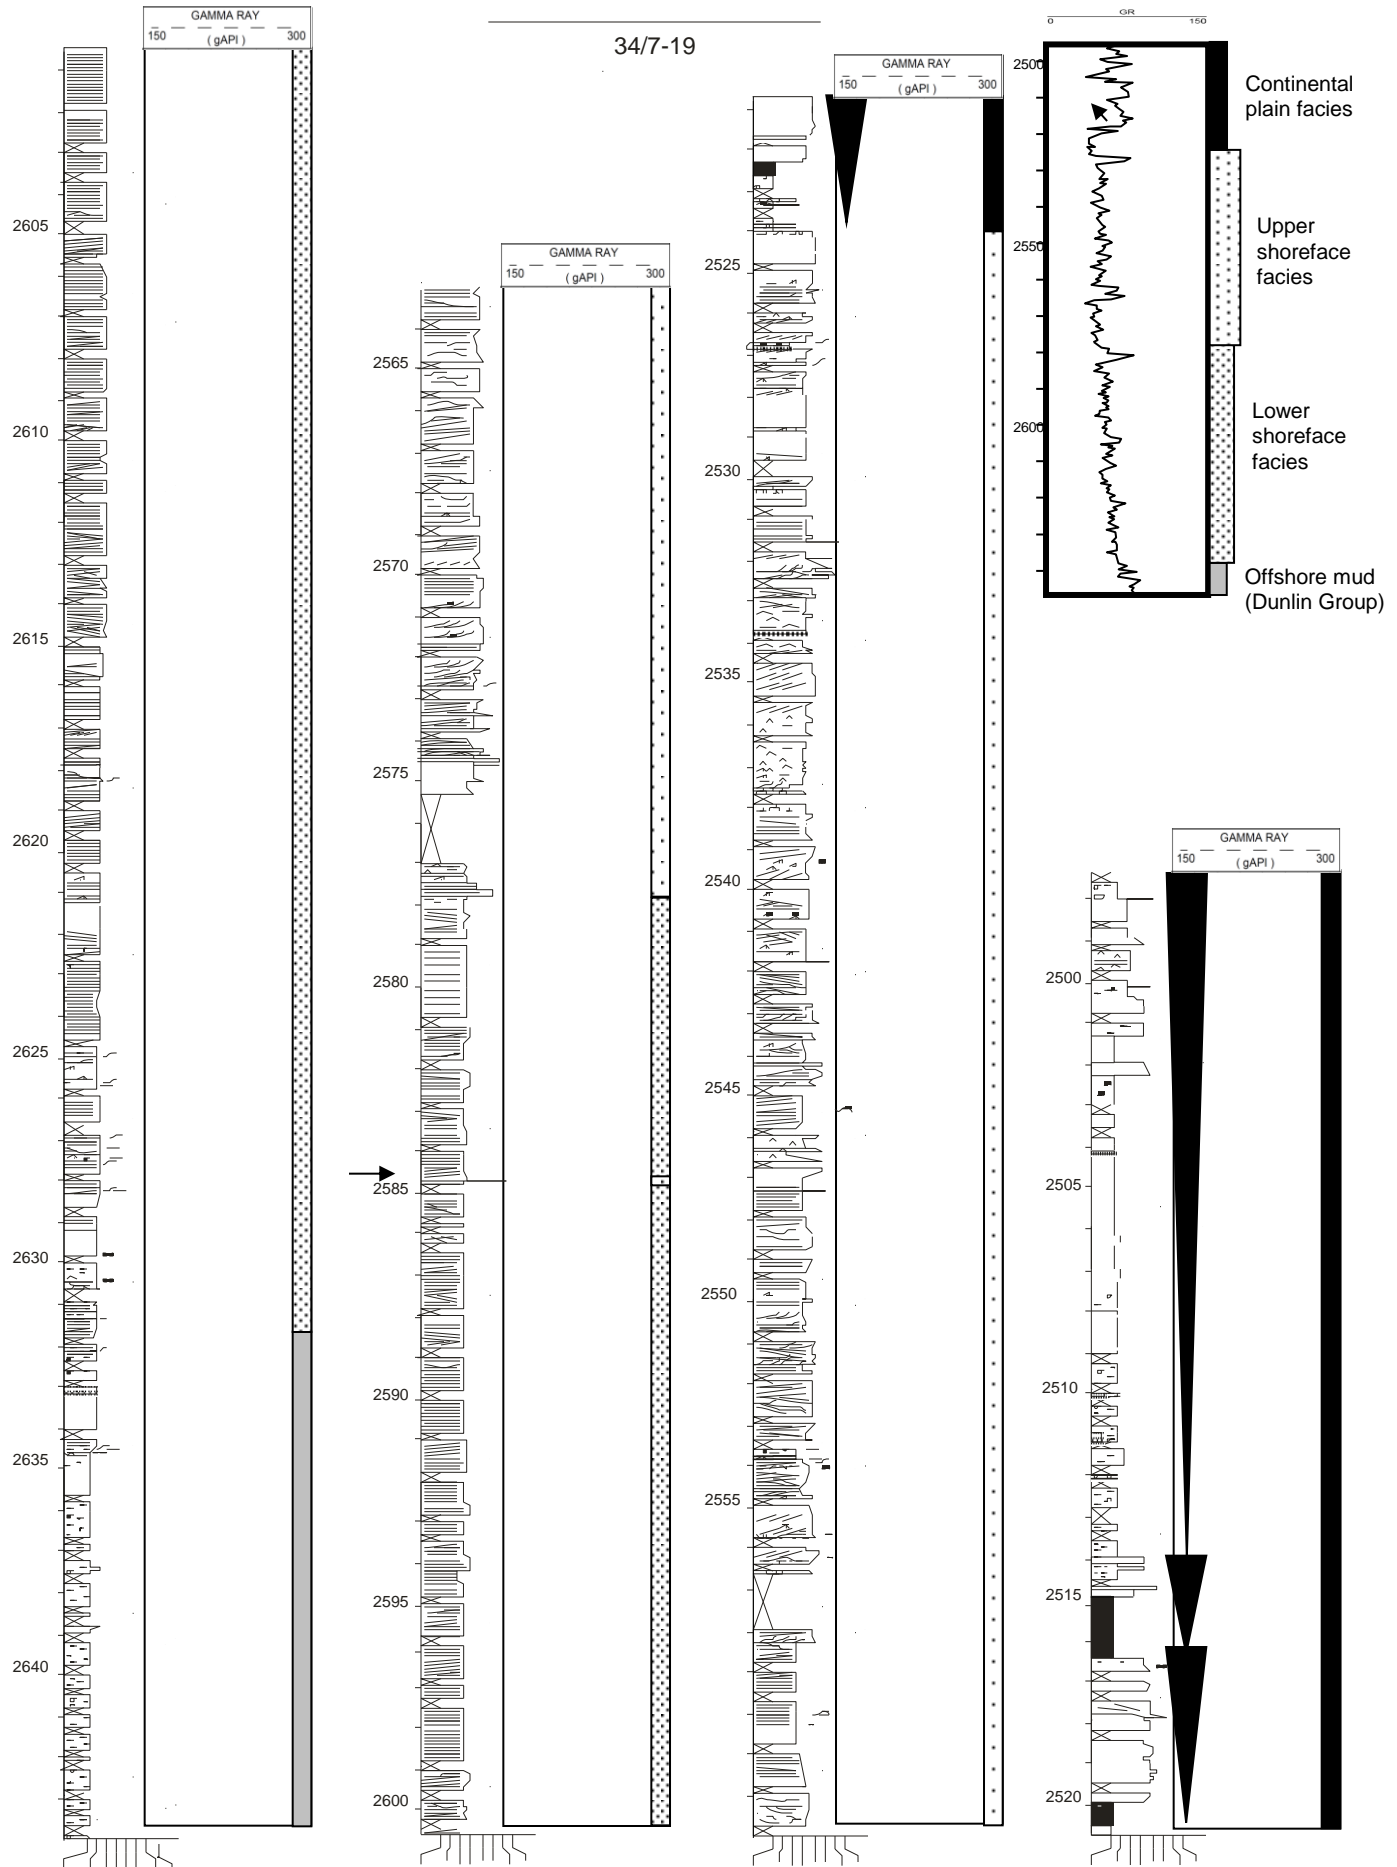 34/7-19
GAMMA RAY
150 300
( gAPI )
2605
2610
2615
2620
2625
2630
2635
2640
GAMMA RAY
150 300
( gAPI )
2565
2570
2575
2580
2585
2590
2595
2600
GAMMA RAY
150 300
( gAPI )
2525
2530
2535
2540
2545
2550
2555
GR
0 150
2500
2550
2600
Continental
plain facies
Upper
shoreface
facies
Lower
shoreface
facies
Offshore mud
(Dunlin Group)
GAMMA RAY
150 300
( gAPI )
2500
2505
2510
2515
2520